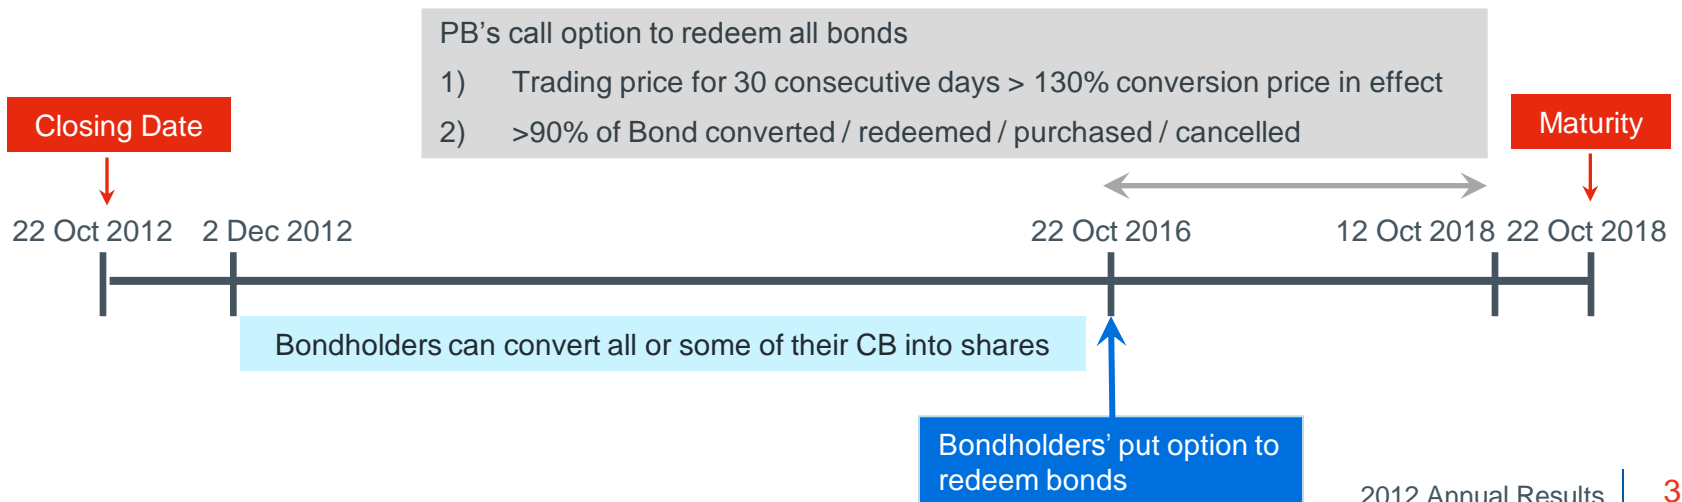 PB’s call option to redeem all bonds
1) Trading price for 30 consecutive days > 130% conversion price in effect
2) >90% of Bond converted / redeemed / purchased / cancelled
Closing Date
Maturity
22 Oct 2012 2 Dec 2012 22 Oct 2016 12 Oct 2018 22 Oct 2018
Bondholders can convert all or some of their CB into shares
Bondholders’ put option to
redeem bonds
2012 Annual Results 3